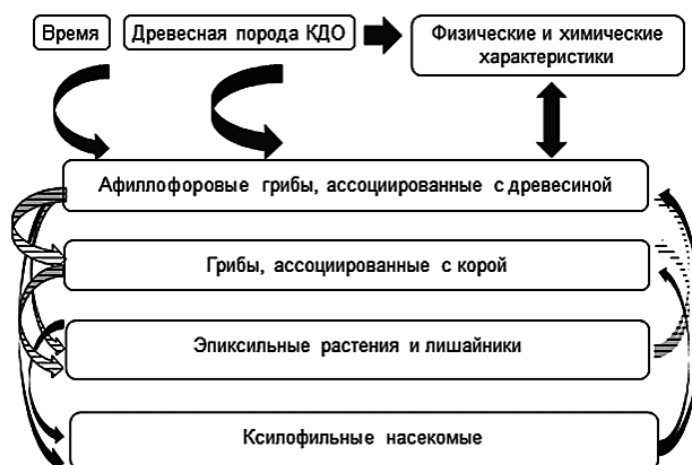 Время
Древесная порода КДО
Физические и химические
характеристики
Афиллофоровые грибы, ассоциированные с древесиной
Грибы, ассоциированные с корой
Эпиксильные растения и лишайники
Ксилофильные насекомые